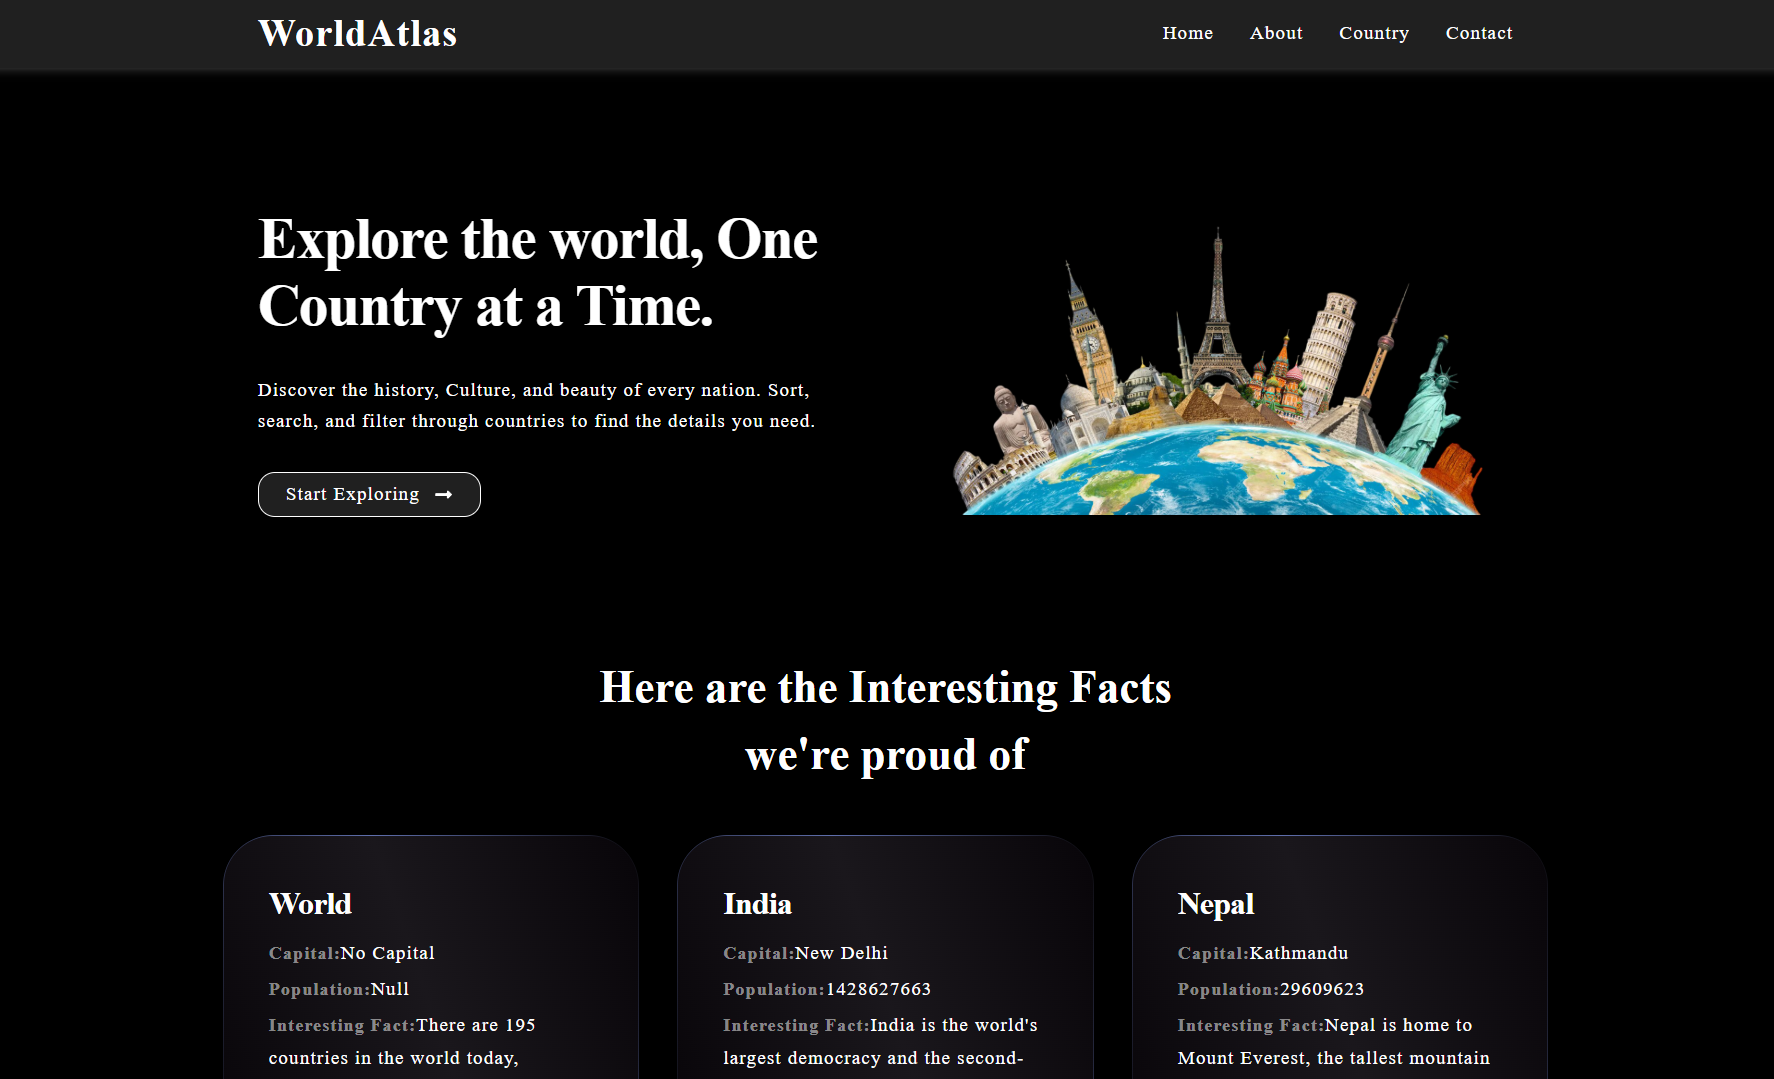 WorldAtlas
Home About Country Contact
Explore the world, One
Country at a Time.
Discover the history, Culture, and beauty of every nation. Sort,
search, and filter through countries to find the details you need.
Start Exploring
Here are the Interesting Facts
we're proud of
World
Capital:No Capital
Population:Null
Interesting Fact:There are 195
countries in the world today,
India
Capital:New Delhi
Population:1428627663
Interesting Fact:India is the world's
largest democracy and the second-
Nepal
Capital:Kathmandu
Population:29609623
Interesting Fact:Nepal is home to
Mount Everest, the tallest mountain